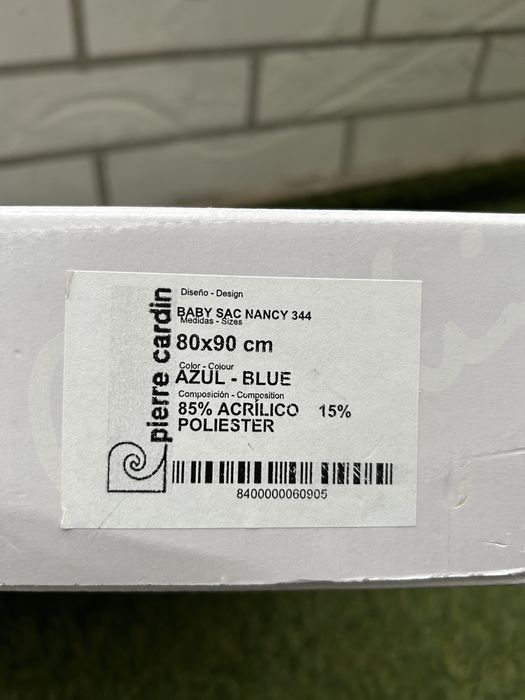 pierre cardin
Diseño - Design
BABY SAC NANCY 344
Medidas - Sizes
80x90 cm
Color - Colour
AZUL - BLUE
Composición - Composition
85% ACRÍLICO 15%
POLIESTER
8400000060905